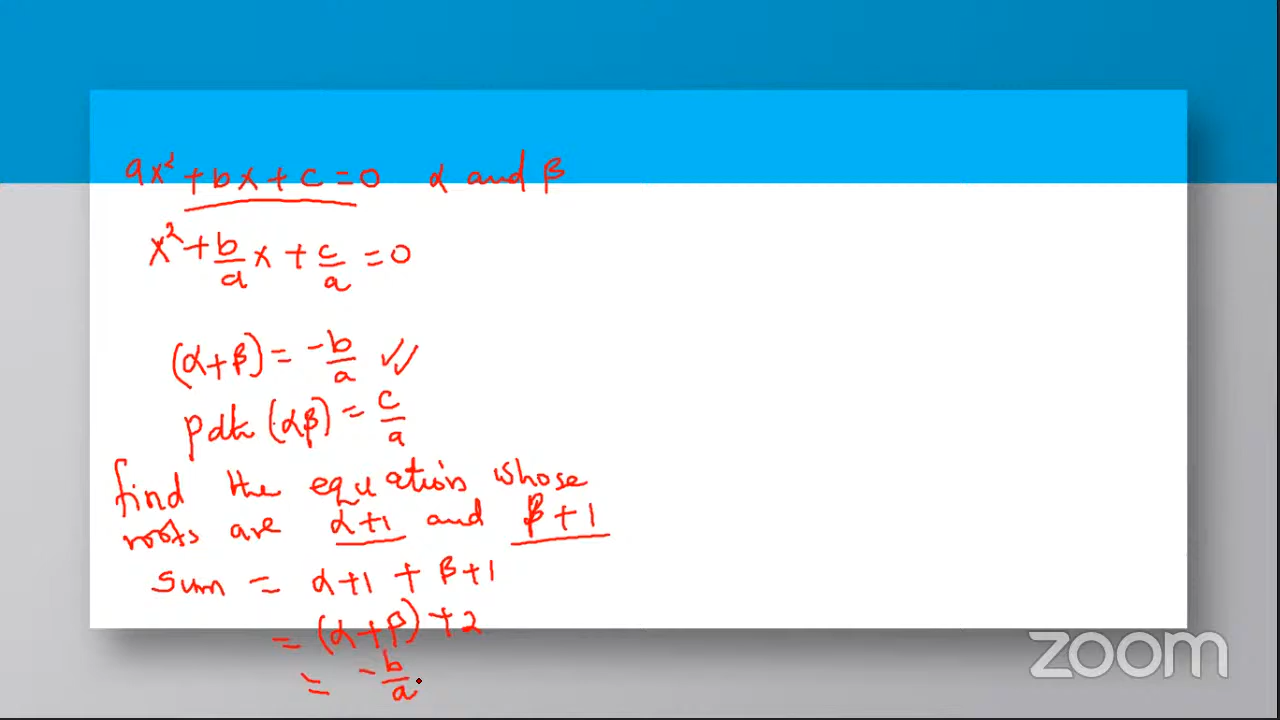 ax² + bx + c = 0 α and β
x² + b/a x + c/a = 0
(α+β) = -b/a ✓✓
pdt (αβ) = c/a
find the equation whose
roots are α+1 and β+1
Sum = α+1 + β+1
= (α+β) + 2
= -b/a
zoom